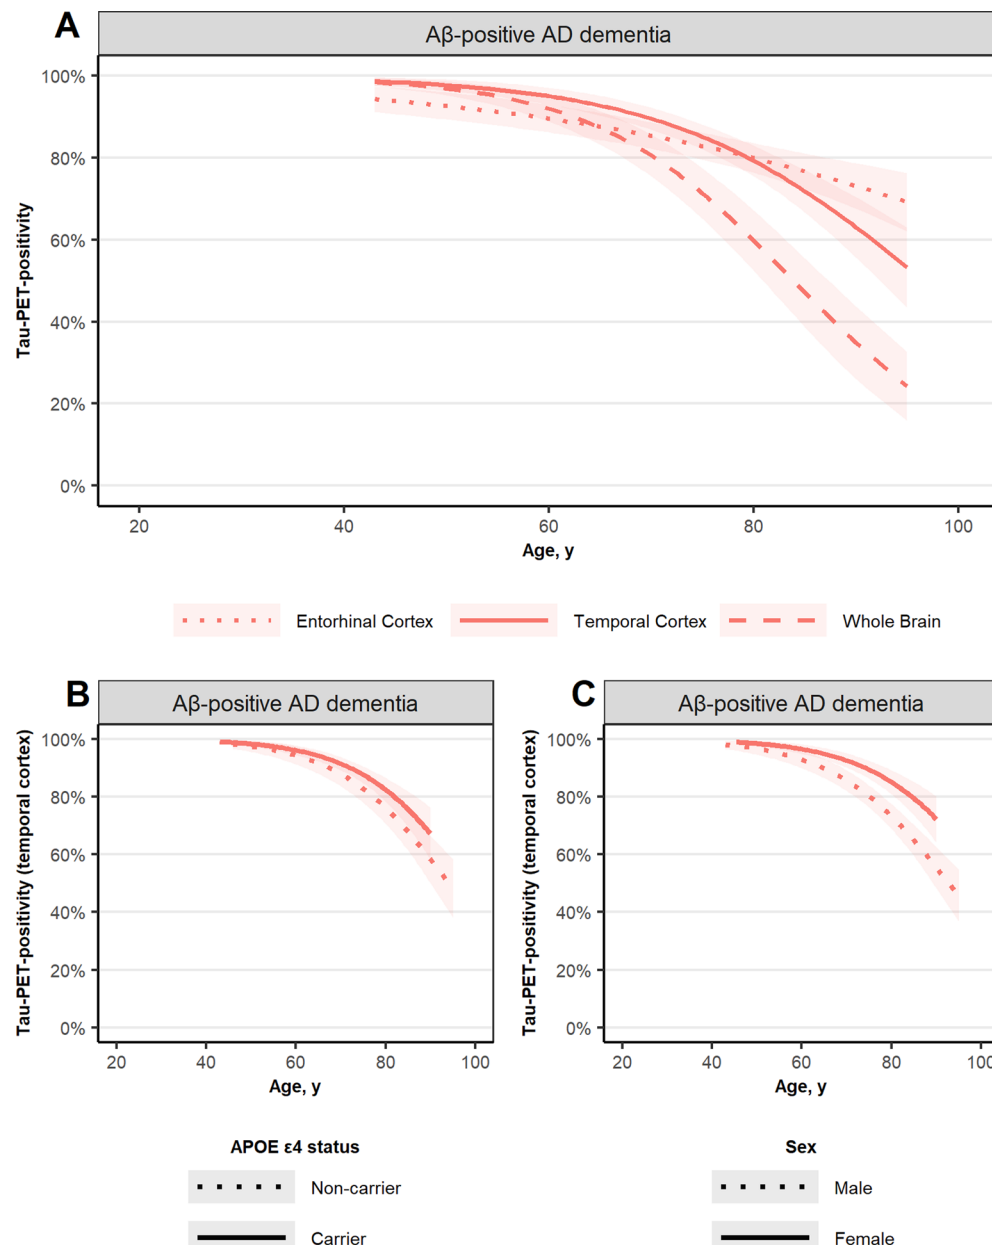 A
Aβ-positive AD dementia
Tau-PET-positivity
100%
80%
60%
40%
20%
0%
20 40 60 80 100
Age, y
Entorhinal Cortex Temporal Cortex Whole Brain
B
Aβ-positive AD dementia
Tau-PET-positivity (temporal cortex)
100%
80%
60%
40%
20%
0%
20 40 60 80 100
Age, y
APOE ε4 status
Non-carrier
Carrier
C
Aβ-positive AD dementia
Tau-PET-positivity (temporal cortex)
100%
80%
60%
40%
20%
0%
20 40 60 80 100
Age, y
Sex
Male
Female